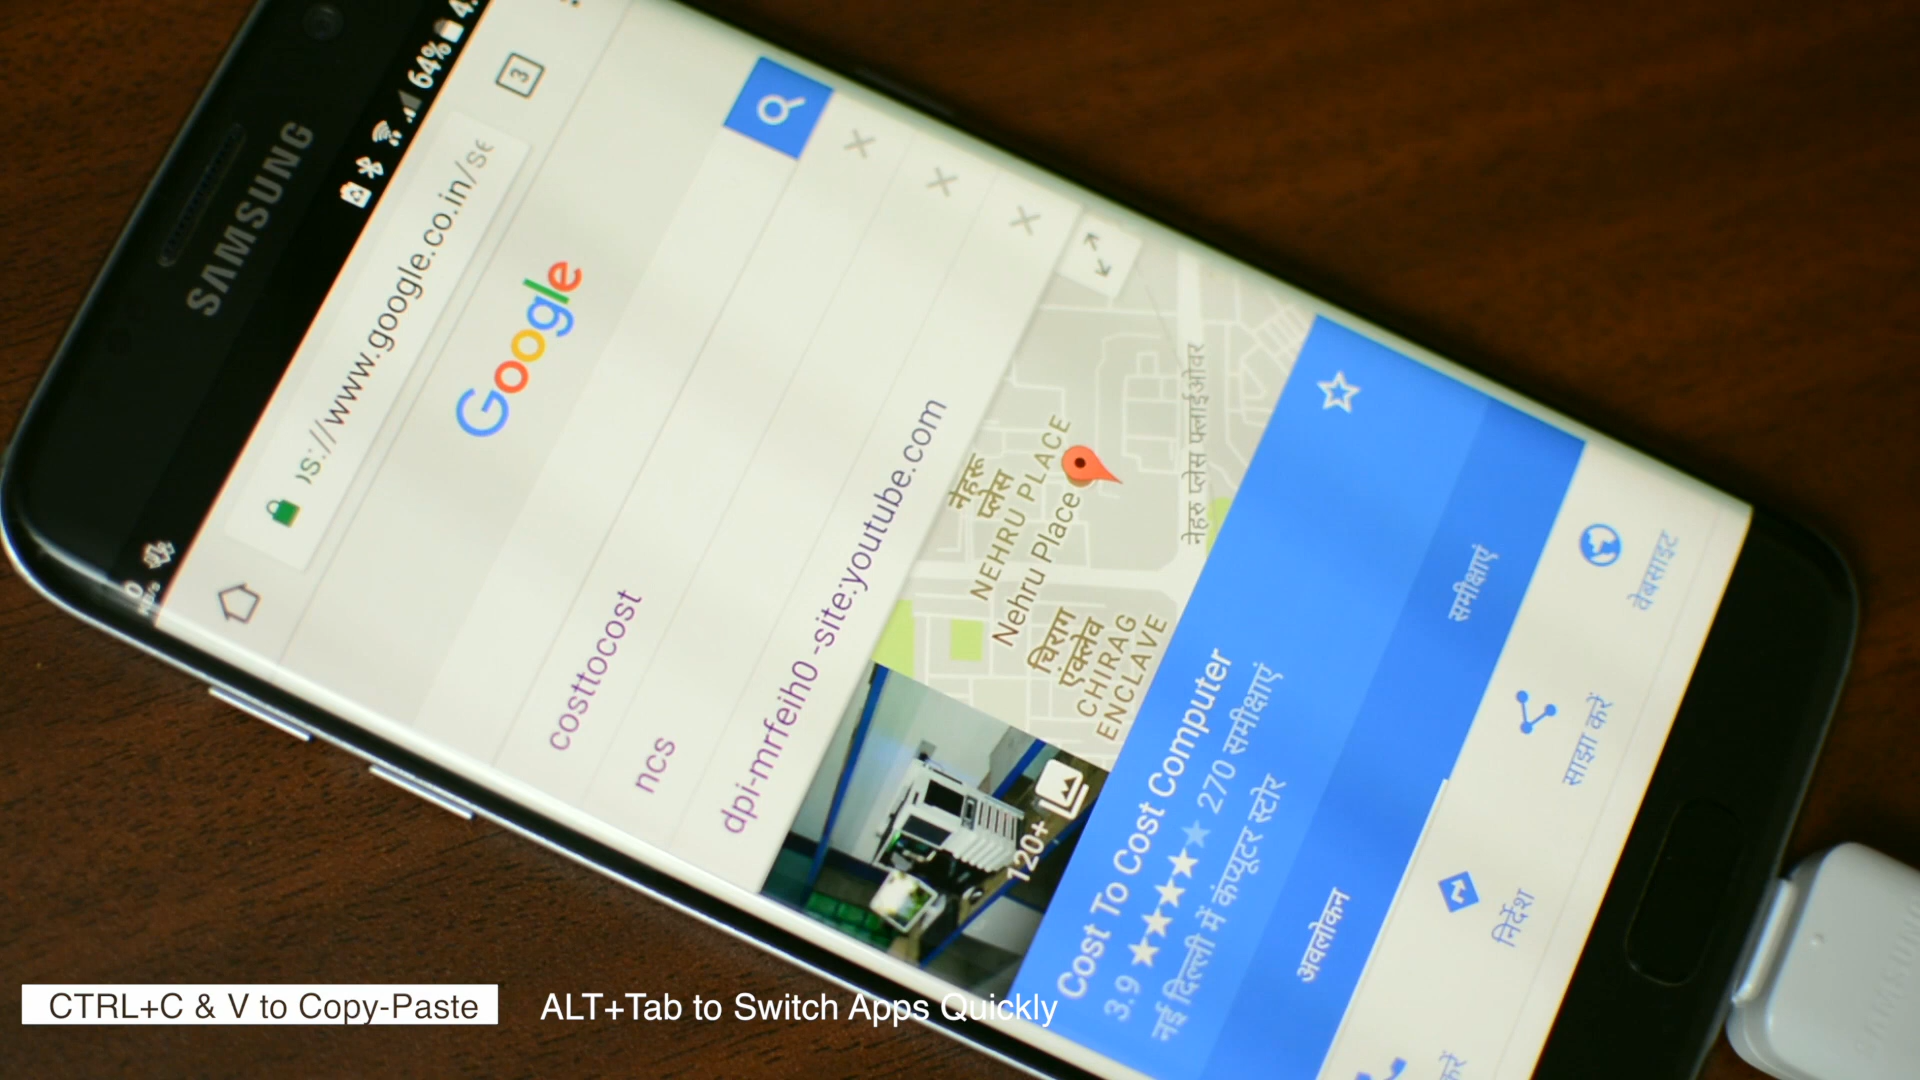 SAMSUNG
64%
3
ps://www.google.co.in/se
Google
costtocost
ncs
dpi-mrfeih0 -site:youtube.com
नेहरू
प्लेस
NEHRU PLACE
Nehru Place
नेहरु प्लेस फ्लाईओवर
चिराग
एंक्लेव
CHIRAG
ENCLAVE
120+
Cost To Cost Computer
3.9 ★★★★★ 270 समीक्षाएं
नई दिल्ली में कंप्यूटर स्टोर
अवलोकन
समीक्षाएं
निर्देश
साझा करें
वेबसाइट
CTRL+C & V to Copy-Paste
ALT+Tab to Switch Apps Quickly
SAMSUNG